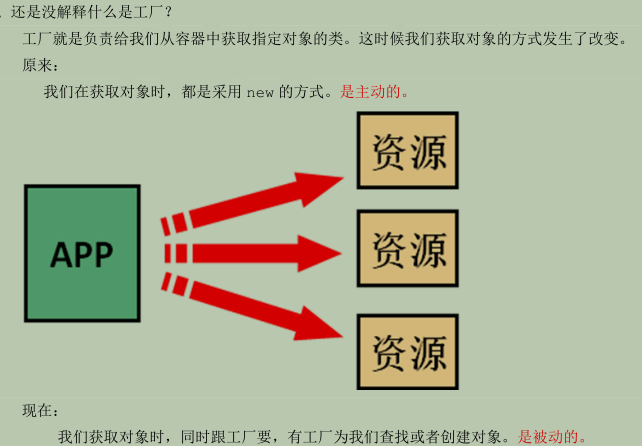 . 还是没解释什么是工厂？
工厂就是负责给我们从容器中获取指定对象的类。这时候我们获取对象的方式发生了改变。
原来：
我们在获取对象时，都是采用 new 的方式。是主动的。
资源
APP
资源
资源
现在：
我们获取对象时，同时跟工厂要，有工厂为我们查找或者创建对象。是被动的。